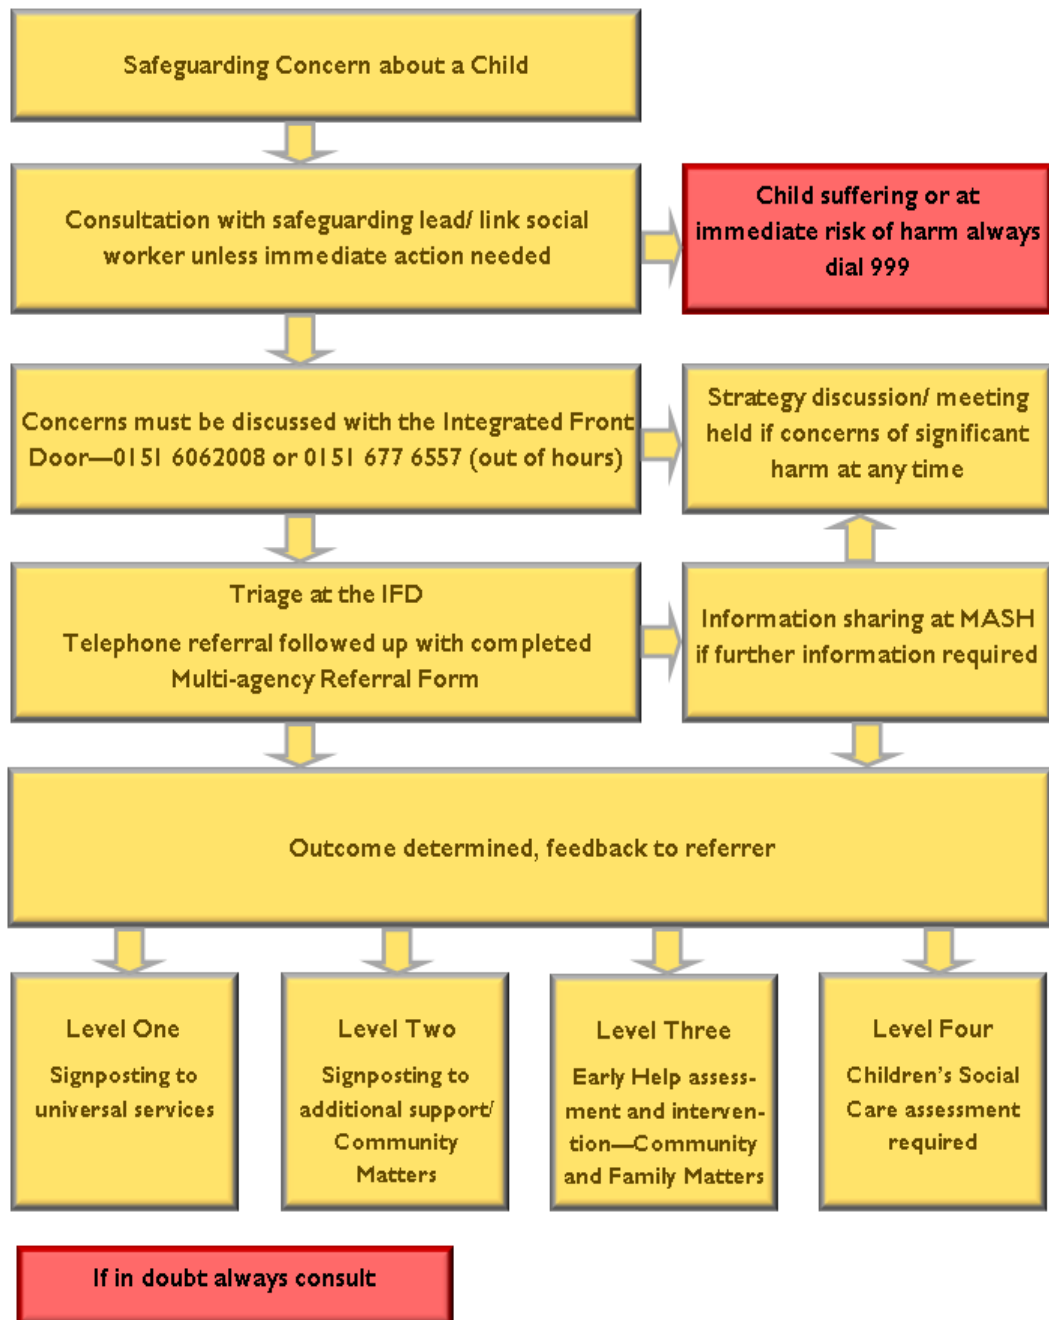 Safeguarding Concern about a Child
Consultation with safeguarding lead/ link social
worker unless immediate action needed
Child suffering or at
immediate risk of harm always
dial 999
Concerns must be discussed with the Integrated Front
Door—0151 6062008 or 0151 677 6557 (out of hours)
Strategy discussion/ meeting
held if concerns of significant
harm at any time
Triage at the IFD
Telephone referral followed up with completed
Multi-agency Referral Form
Information sharing at MASH
if further information required
Outcome determined, feedback to referrer
Level One
Signposting to
universal services
Level Two
Signposting to
additional support/
Community
Matters
Level Three
Early Help assess-
ment and interven-
tion—Community
and Family Matters
Level Four
Children's Social
Care assessment
required
If in doubt always consult